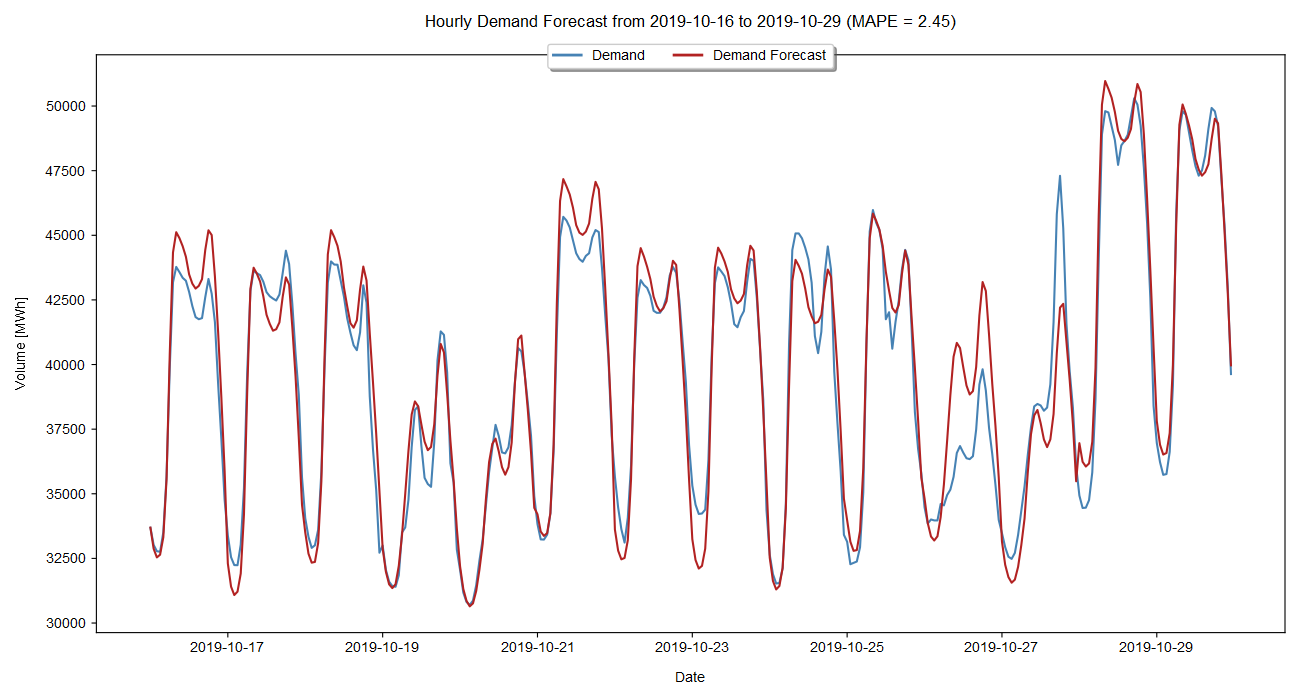 Hourly Demand Forecast from 2019-10-16 to 2019-10-29 (MAPE = 2.45)
Demand Demand Forecast
50000
47500
45000
42500
40000
37500
35000
32500
30000
Volume [MWh]
2019-10-17 2019-10-19 2019-10-21 2019-10-23 2019-10-25 2019-10-27 2019-10-29
Date